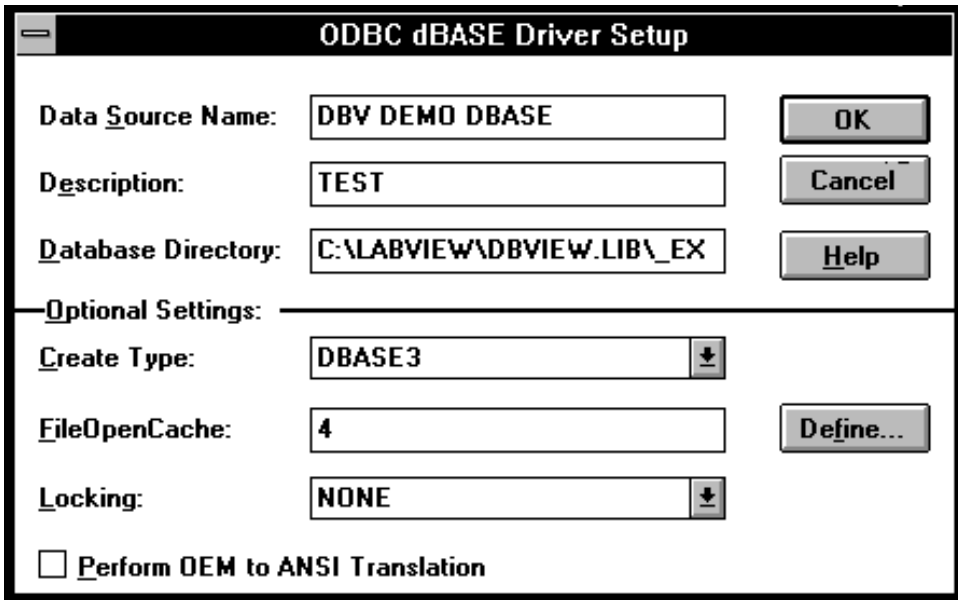 ODBC dBASE Driver Setup
Data Source Name: DBV DEMO DBASE OK
Description: TEST Cancel
Database Directory: C:\LABVIEW\DBVIEW.LIB\_EX Help
Optional Settings:
Create Type: DBASE3
FileOpenCache: 4 Define...
Locking: NONE
Perform OEM to ANSI Translation